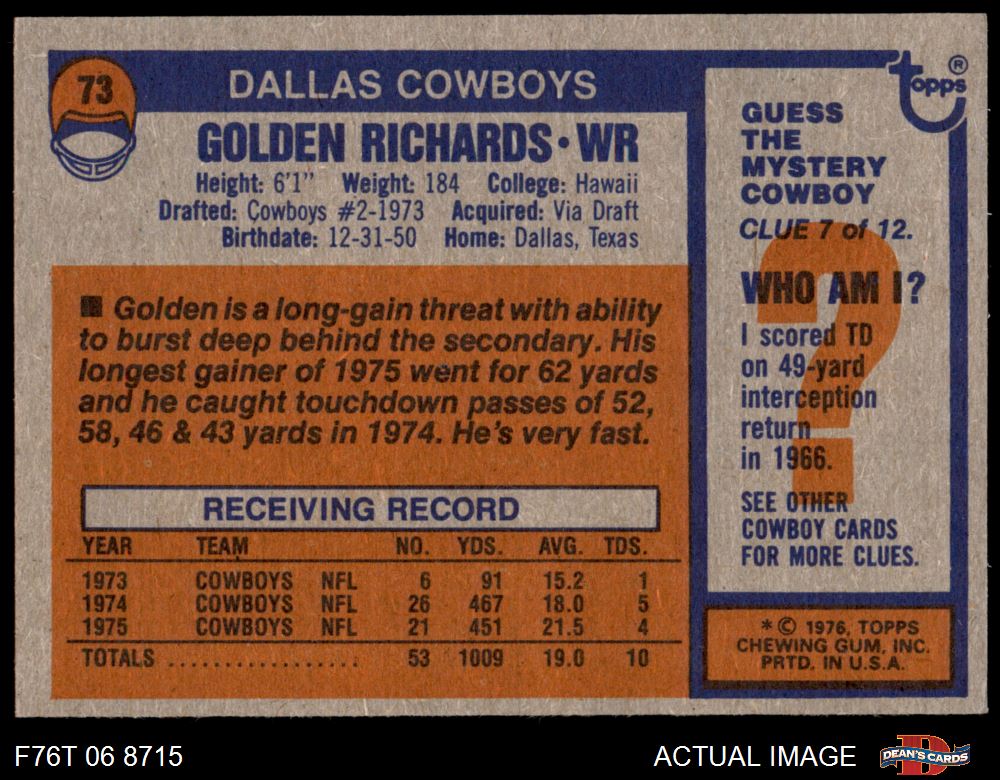 73
DALLAS COWBOYS
GOLDEN RICHARDS • WR
Height: 6'1" Weight: 184 College: Hawaii
Drafted: Cowboys #2-1973 Acquired: Via Draft
Birthdate: 12-31-50 Home: Dallas, Texas
■ Golden is a long-gain threat with ability
to burst deep behind the secondary. His
longest gainer of 1975 went for 62 yards
and he caught touchdown passes of 52,
58, 46 & 43 yards in 1974. He's very fast.
RECEIVING RECORD
YEAR TEAM NO. YDS. AVG. TDS.
1973 COWBOYS NFL 6 91 15.2 1
1974 COWBOYS NFL 26 467 18.0 5
1975 COWBOYS NFL 21 451 21.5 4
TOTALS .................. 53 1009 19.0 10
topps ®
GUESS
THE
MYSTERY
COWBOY
CLUE 7 of 12.
?
WHO AM I?
I scored TD
on 49-yard
interception
return
in 1966.
SEE OTHER
COWBOY CARDS
FOR MORE CLUES.
* © 1976, TOPPS
CHEWING GUM, INC.
PRTD. IN U.S.A.
F76T 06 8715
ACTUAL IMAGE
DEAN'S CARDS